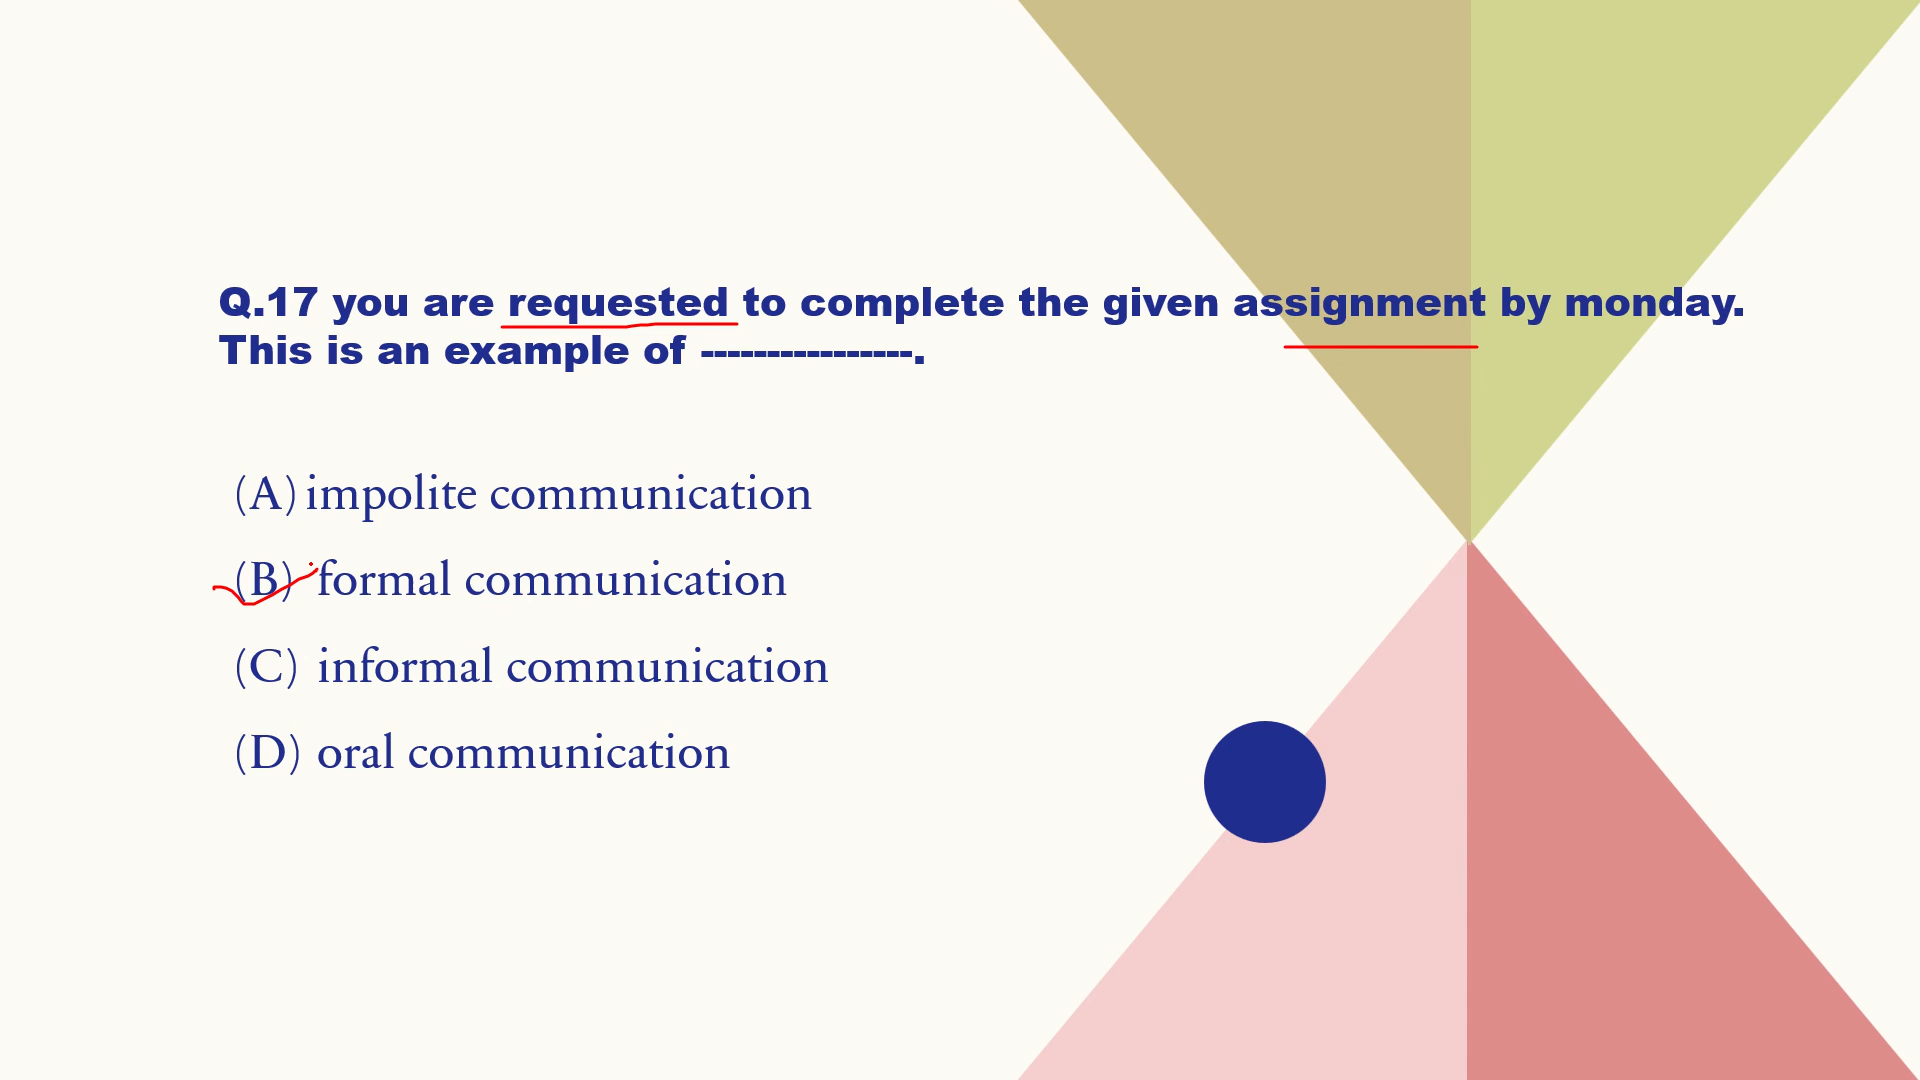 Q.17 you are requested to complete the given assignment by monday.
This is an example of ----------------.
(A) impolite communication
(B) formal communication
(C) informal communication
(D) oral communication